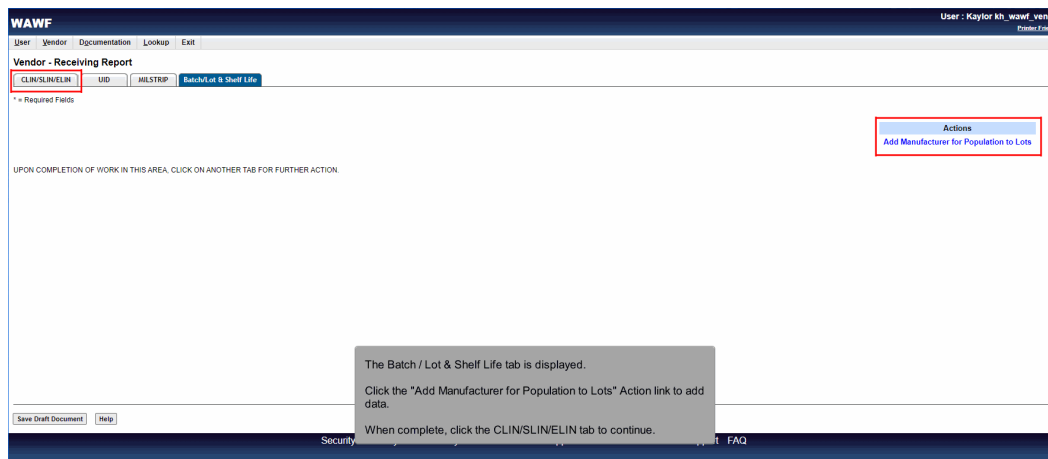 WAWF
User : Kaylor kh_wawf_ven
Printer Frie
User Vendor Documentation Lookup Exit
Vendor - Receiving Report
CLIN/SLIN/ELIN UID MILSTRIP Batch/Lot & Shelf Life
* = Required Fields
Actions
Add Manufacturer for Population to Lots
UPON COMPLETION OF WORK IN THIS AREA, CLICK ON ANOTHER TAB FOR FURTHER ACTION.
The Batch / Lot & Shelf Life tab is displayed.
Click the "Add Manufacturer for Population to Lots" Action link to add
data.
When complete, click the CLIN/SLIN/ELIN tab to continue.
Save Draft Document Help
Security FAQ